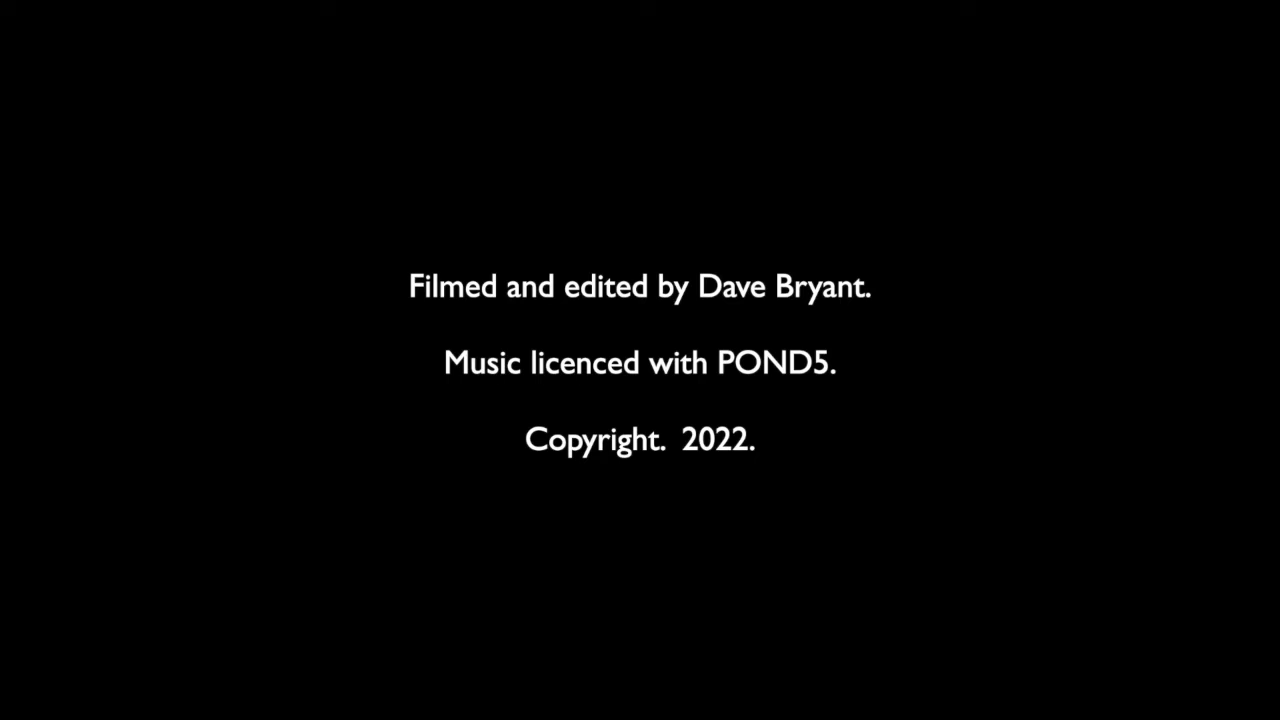 Filmed and edited by Dave Bryant.
Music licenced with POND5.
Copyright.  2022.